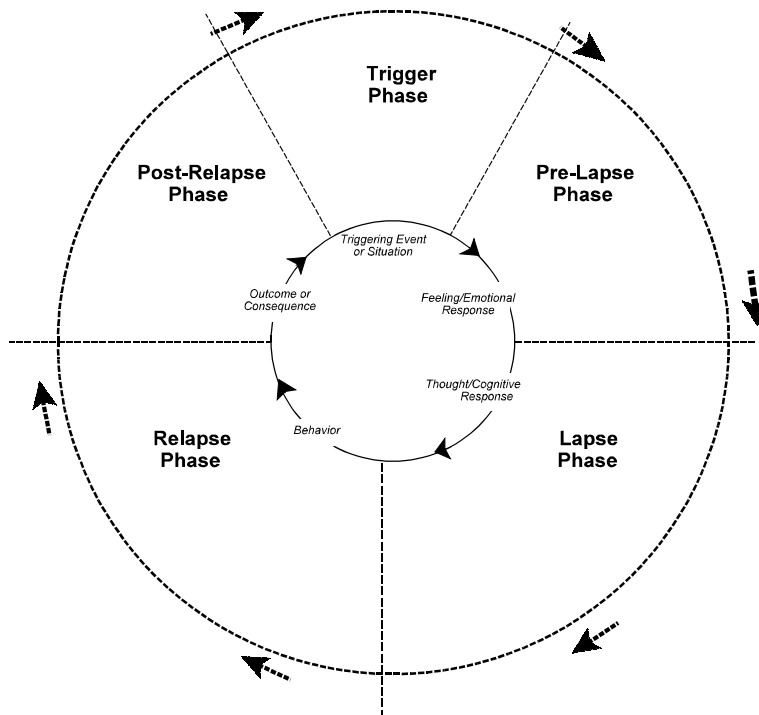 Trigger
Phase
Post-Relapse
Phase
Pre-Lapse
Phase
Triggering Event
or Situation
Outcome or
Consequence
Feeling/Emotional
Response
Thought/Cognitive
Response
Behavior
Relapse
Phase
Lapse
Phase